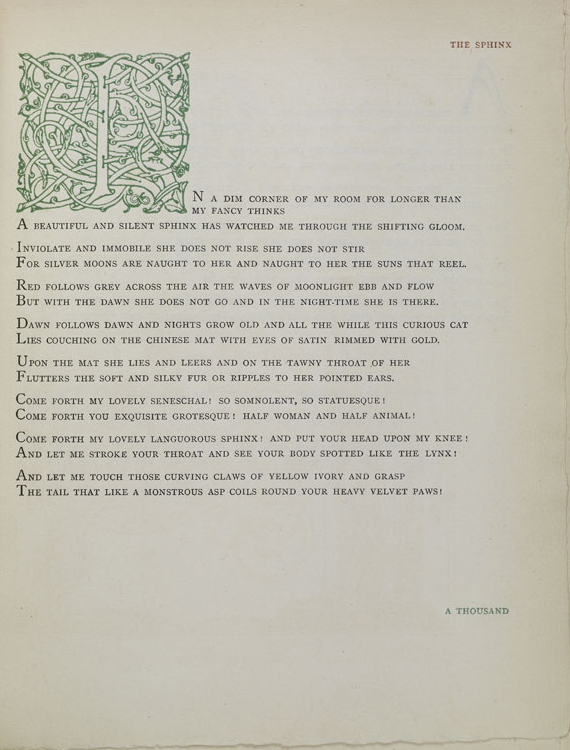 THE SPHINX
IN A DIM CORNER OF MY ROOM FOR LONGER THAN
MY FANCY THINKS
A BEAUTIFUL AND SILENT SPHINX HAS WATCHED ME THROUGH THE SHIFTING GLOOM.
INVIOLATE AND IMMOBILE SHE DOES NOT RISE SHE DOES NOT STIR
FOR SILVER MOONS ARE NAUGHT TO HER AND NAUGHT TO HER THE SUNS THAT REEL.
RED FOLLOWS GREY ACROSS THE AIR THE WAVES OF MOONLIGHT EBB AND FLOW
BUT WITH THE DAWN SHE DOES NOT GO AND IN THE NIGHT-TIME SHE IS THERE.
DAWN FOLLOWS DAWN AND NIGHTS GROW OLD AND ALL THE WHILE THIS CURIOUS CAT
LIES COUCHING ON THE CHINESE MAT WITH EYES OF SATIN RIMMED WITH GOLD.
UPON THE MAT SHE LIES AND LEERS AND ON THE TAWNY THROAT OF HER
FLUTTERS THE SOFT AND SILKY FUR OR RIPPLES TO HER POINTED EARS.
COME FORTH MY LOVELY SENESCHAL! SO SOMNOLENT, SO STATUESQUE!
COME FORTH YOU EXQUISITE GROTESQUE! HALF WOMAN AND HALF ANIMAL!
COME FORTH MY LOVELY LANGUOROUS SPHINX! AND PUT YOUR HEAD UPON MY KNEE!
AND LET ME STROKE YOUR THROAT AND SEE YOUR BODY SPOTTED LIKE THE LYNX!
AND LET ME TOUCH THOSE CURVING CLAWS OF YELLOW IVORY AND GRASP
THE TAIL THAT LIKE A MONSTROUS ASP COILS ROUND YOUR HEAVY VELVET PAWS!
A THOUSAND